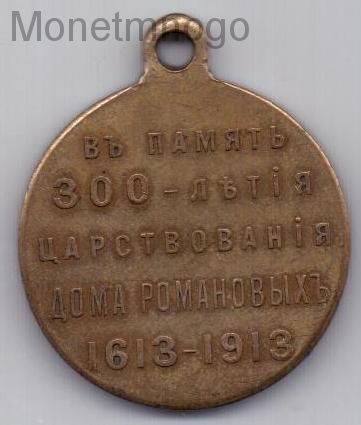 Monetmnogo
ВЪ ПАМЯТЬ
300-ЛѢТІЯ
ЦАРСТВОВАНІЯ
ДОМА РОМАНОВЫХЪ
1613-1913